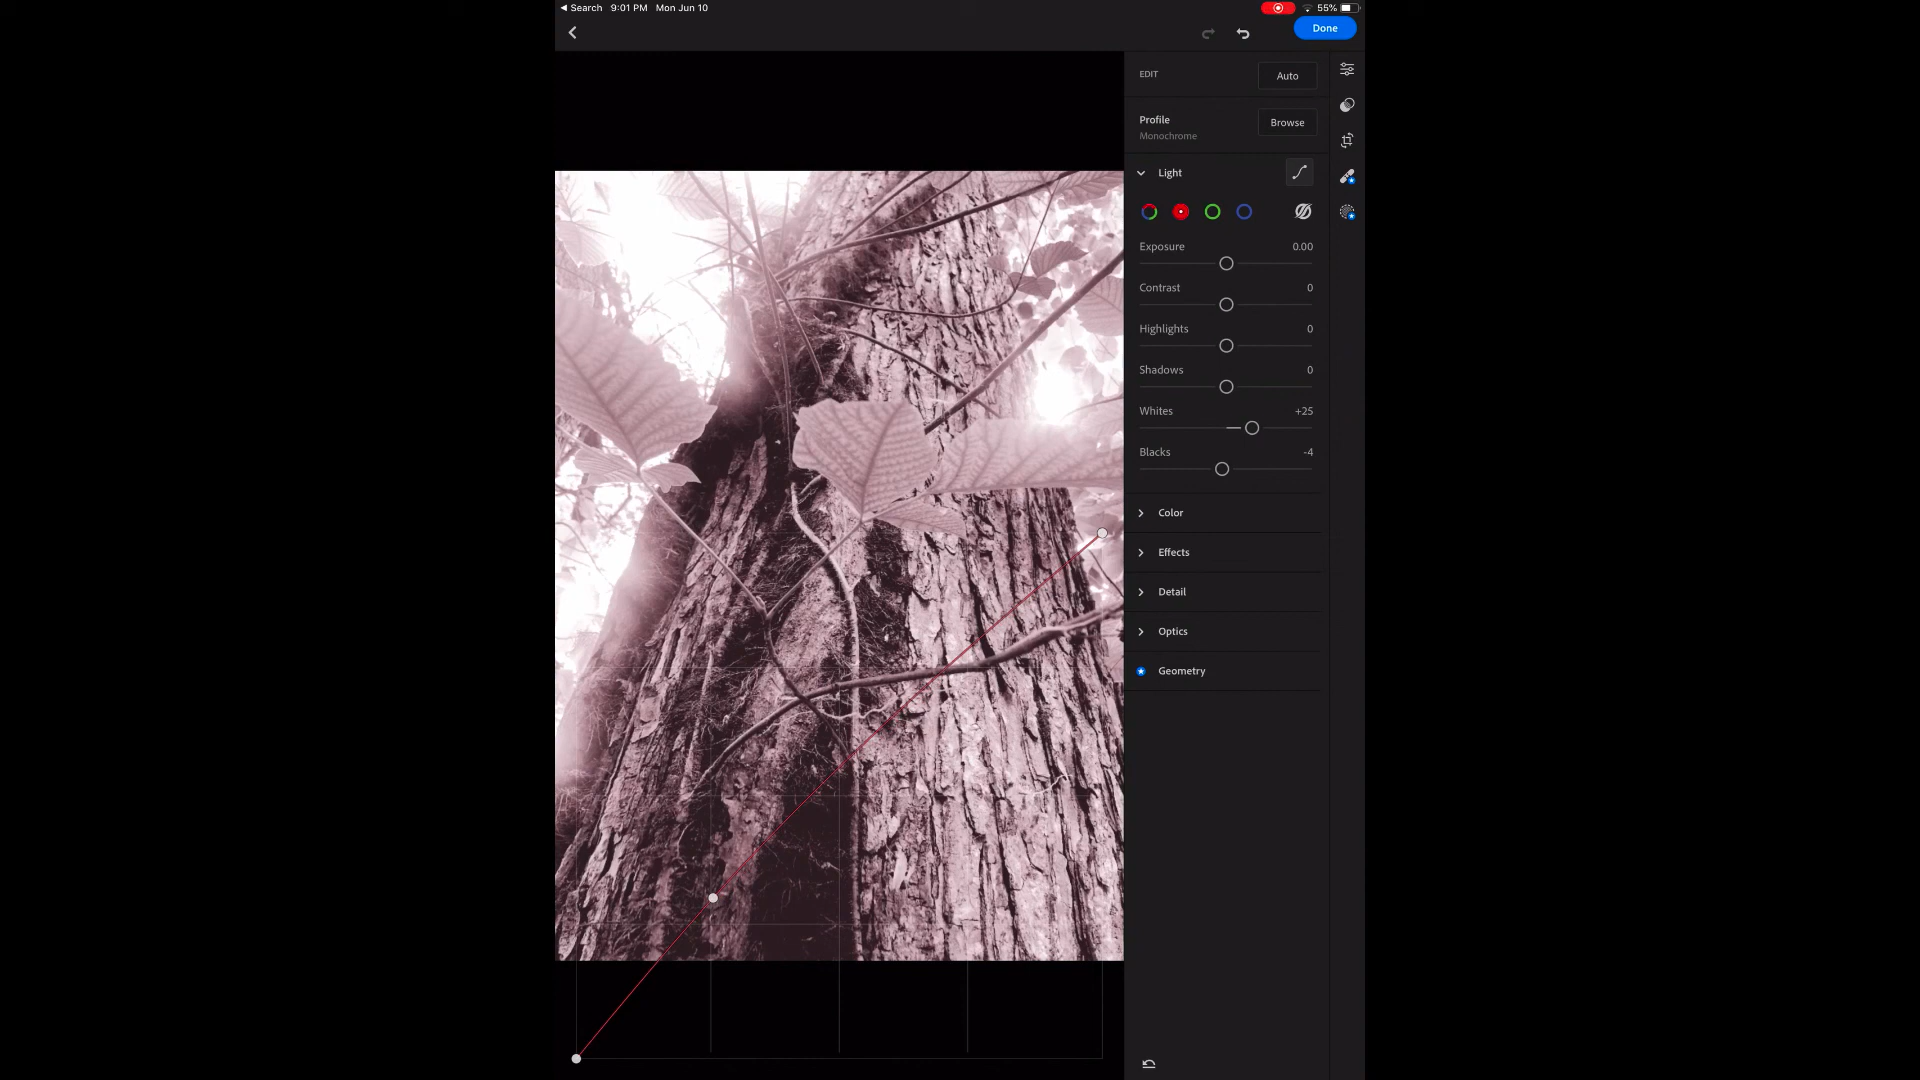 Search 9:01 PM Mon Jun 10
55%
Done
EDIT
Auto
Profile
Monochrome
Browse
Light
Exposure 0.00
Contrast 0
Highlights 0
Shadows 0
Whites +25
Blacks -4
Color
Effects
Detail
Optics
Geometry